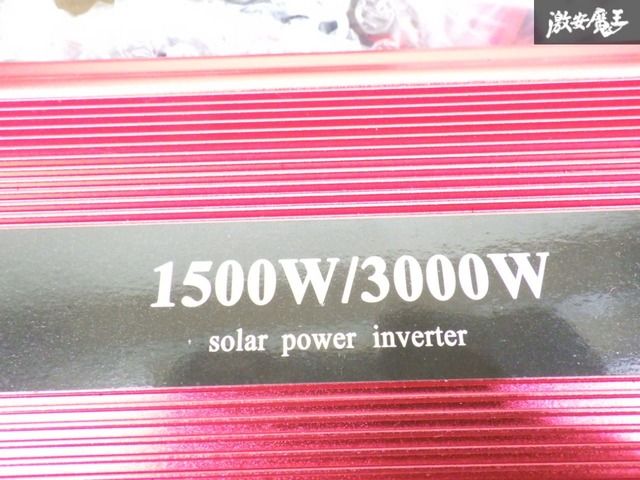 激安魔王
1500W/3000W
solar power inverter